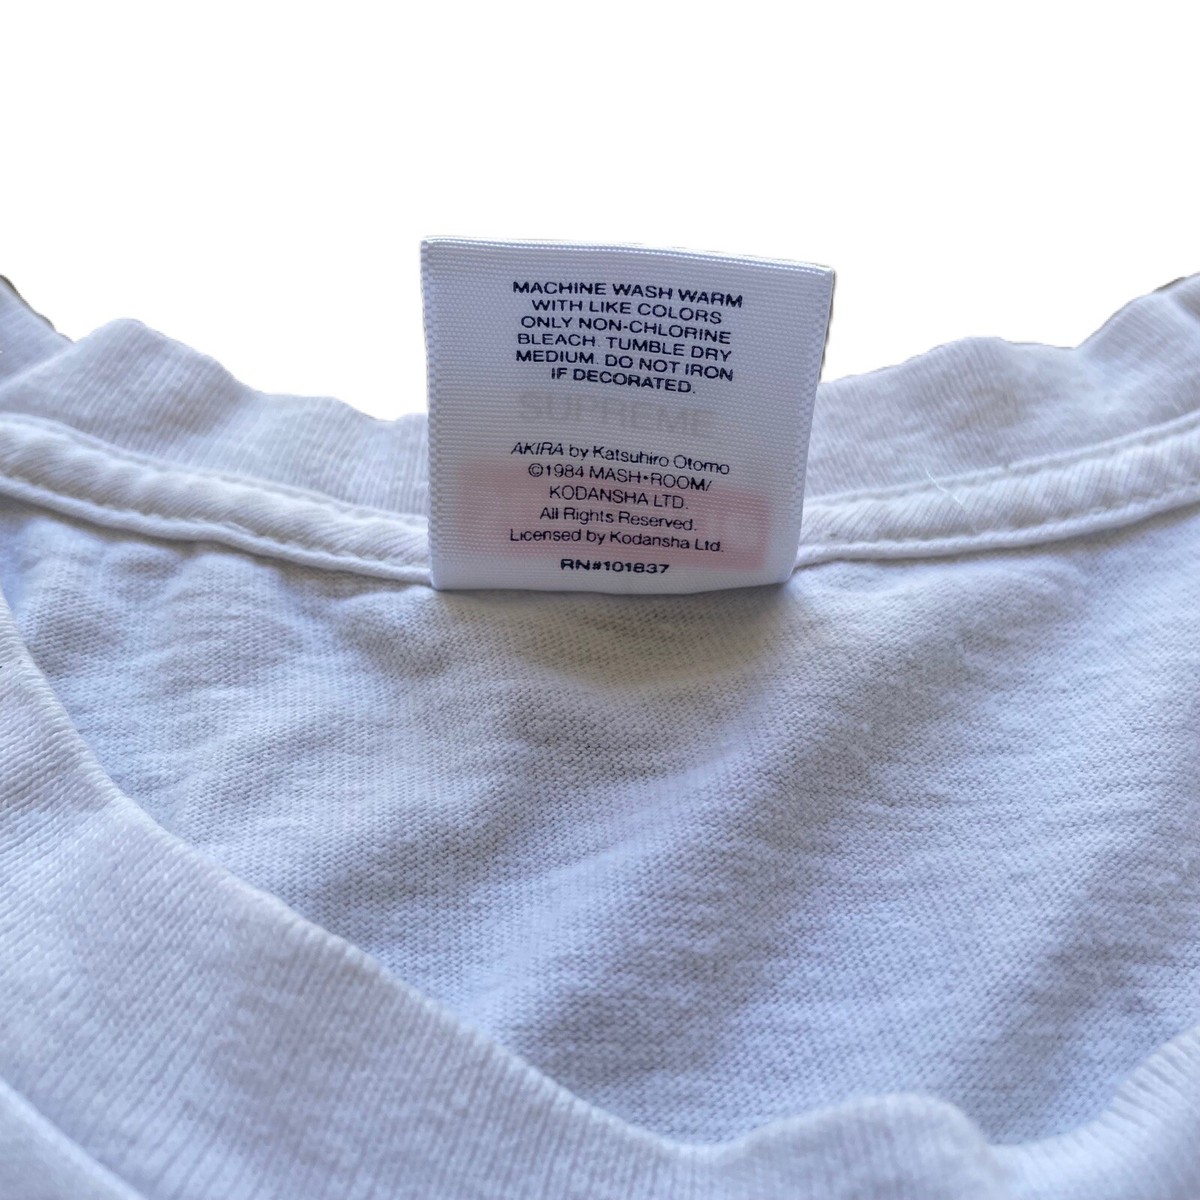 MACHINE WASH WARM
WITH LIKE COLORS
ONLY NON-CHLORINE
BLEACH. TUMBLE DRY
MEDIUM. DO NOT IRON
IF DECORATED.
SUPREME
AKIRA by Katsuhiro Otomo
©1984 MASH•ROOM/
KODANSHA LTD.
All Rights Reserved.
Licensed by Kodansha Ltd.
RN#101837